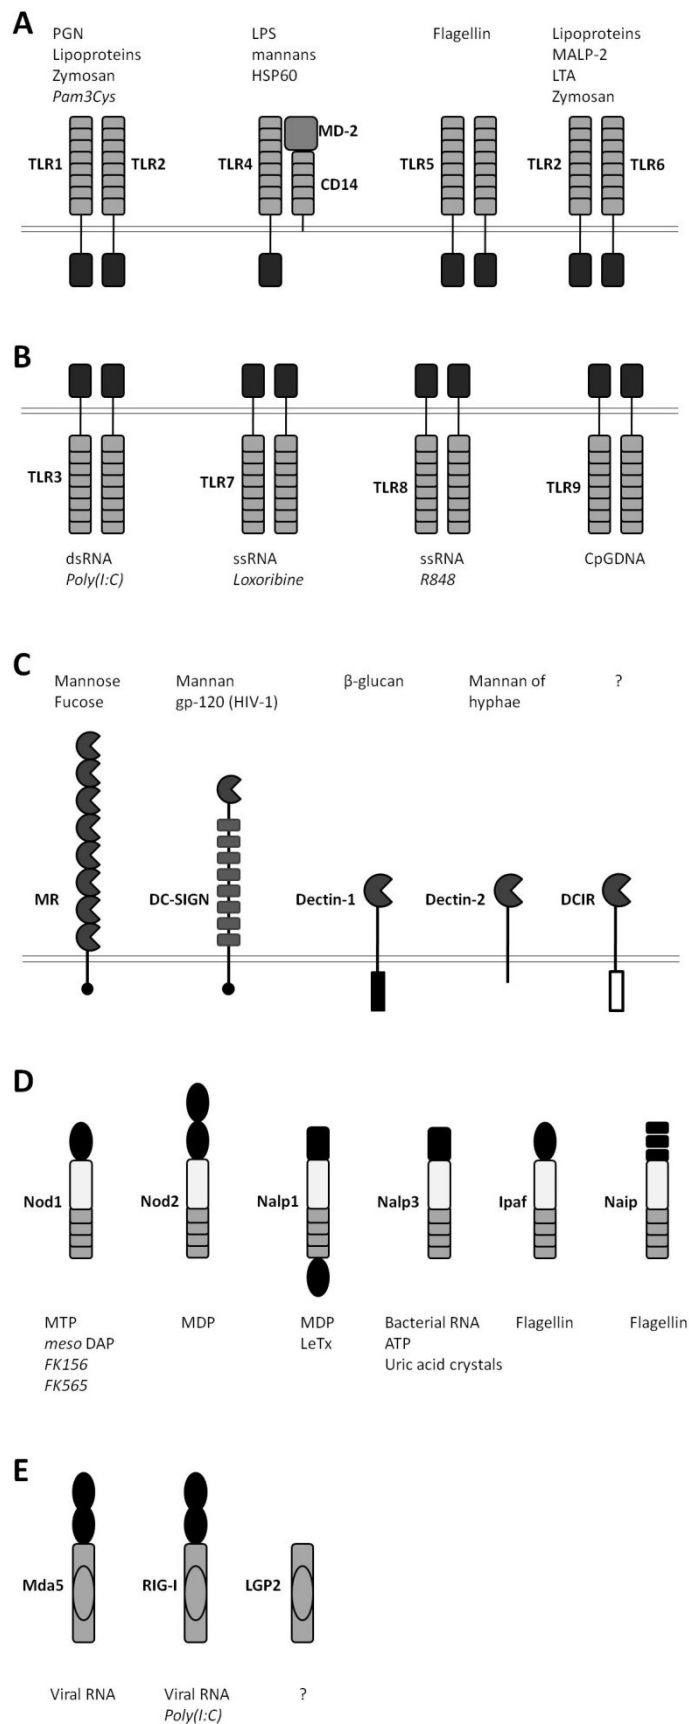 A
PGN
Lipoproteins
Zymosan
Pam3Cys
LPS
mannans
HSP60
Flagellin
Lipoproteins
MALP-2
LTA
Zymosan
TLR1
TLR2
TLR4
MD-2
CD14
TLR5
TLR2
TLR6
B
TLR3
TLR7
TLR8
TLR9
dsRNA
Poly(I:C)
ssRNA
Loxoribine
ssRNA
R848
CpGDNA
C
Mannose
Fucose
Mannan
gp-120 (HIV-1)
β-glucan
Mannan of
hyphae
?
MR
DC-SIGN
Dectin-1
Dectin-2
DCIR
D
Nod1
Nod2
Nalp1
Nalp3
Ipaf
Naip
MTP
meso DAP
FK156
FK565
MDP
MDP
LeTx
Bacterial RNA
ATP
Uric acid crystals
Flagellin
Flagellin
E
Mda5
RIG-I
LGP2
Viral RNA
Viral RNA
Poly(I:C)
?